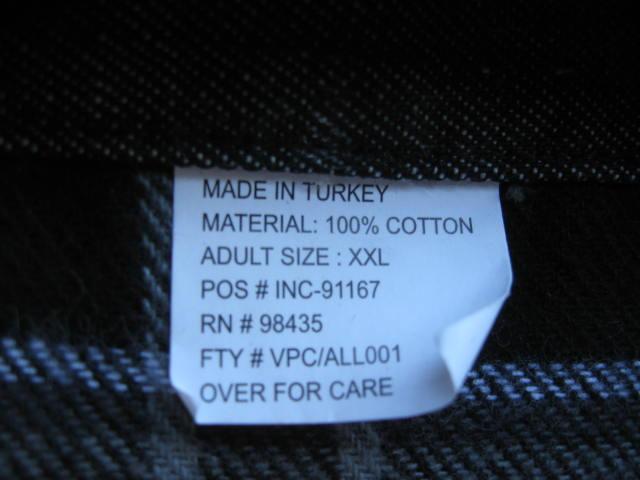 MADE IN TURKEY
MATERIAL: 100% COTTON
ADULT SIZE : XXL
POS # INC-91167
RN # 98435
FTY # VPC/ALL001
OVER FOR CARE